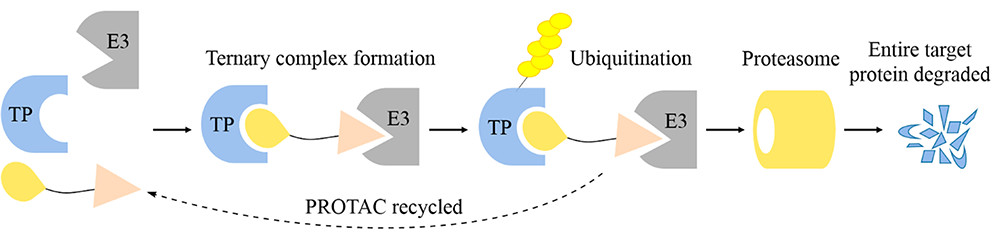 E3
TP
Ternary complex formation
TP
E3
Ubiquitination
TP
E3
Proteasome
Entire target
protein degraded
PROTAC recycled